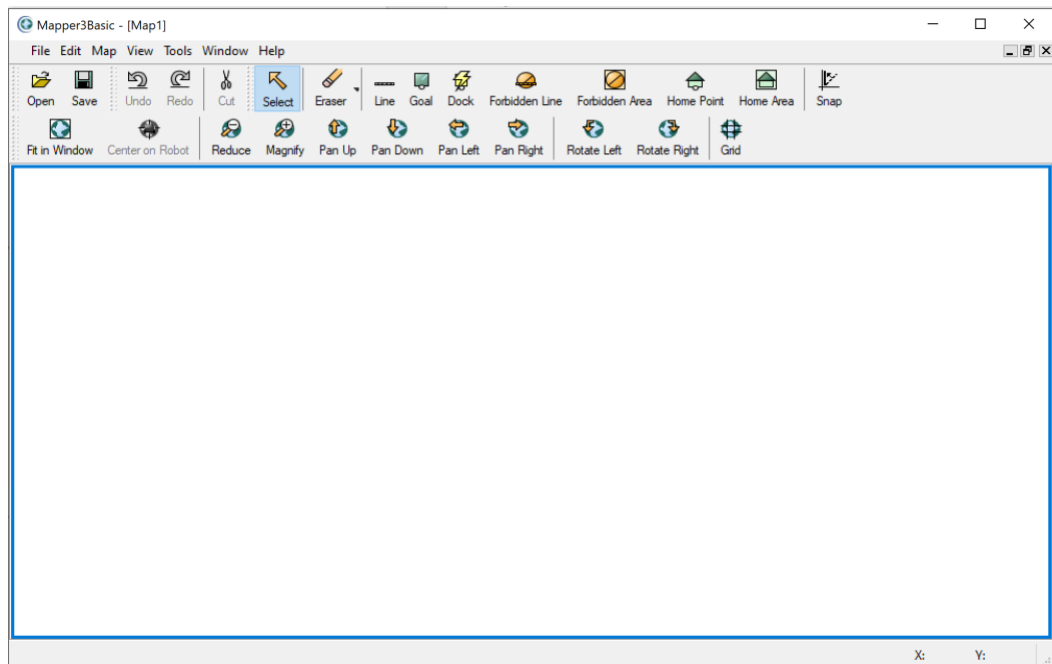 Mapper3Basic - [Map1]
File Edit Map View Tools Window Help
Open Save Undo Redo Cut Select Eraser Line Goal Dock Forbidden Line Forbidden Area Home Point Home Area Snap
Fit in Window Center on Robot Reduce Magnify Pan Up Pan Down Pan Left Pan Right Rotate Left Rotate Right Grid
X: Y: